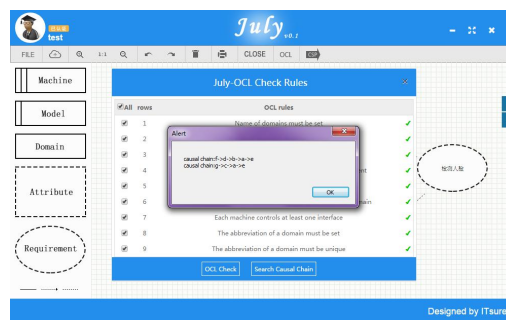 July v0.1
test
FILE
1:1
CLOSE
OCL
Machine
Model
Domain
Attribute
Requirement
July-OCL Check Rules
All rows OCL rules
1 Name of domains must be set
2
3
4 nt
5
6 main
7 Each machine controls at least one interface
8 The abbreviation of a domain must be set
9 The abbreviation of a domain must be unique
Alert
causal chain:f->d->b->a->e
causal chain:g->c->a->e
OK
OCL Check
Search Causal Chain
Designed by ITsure